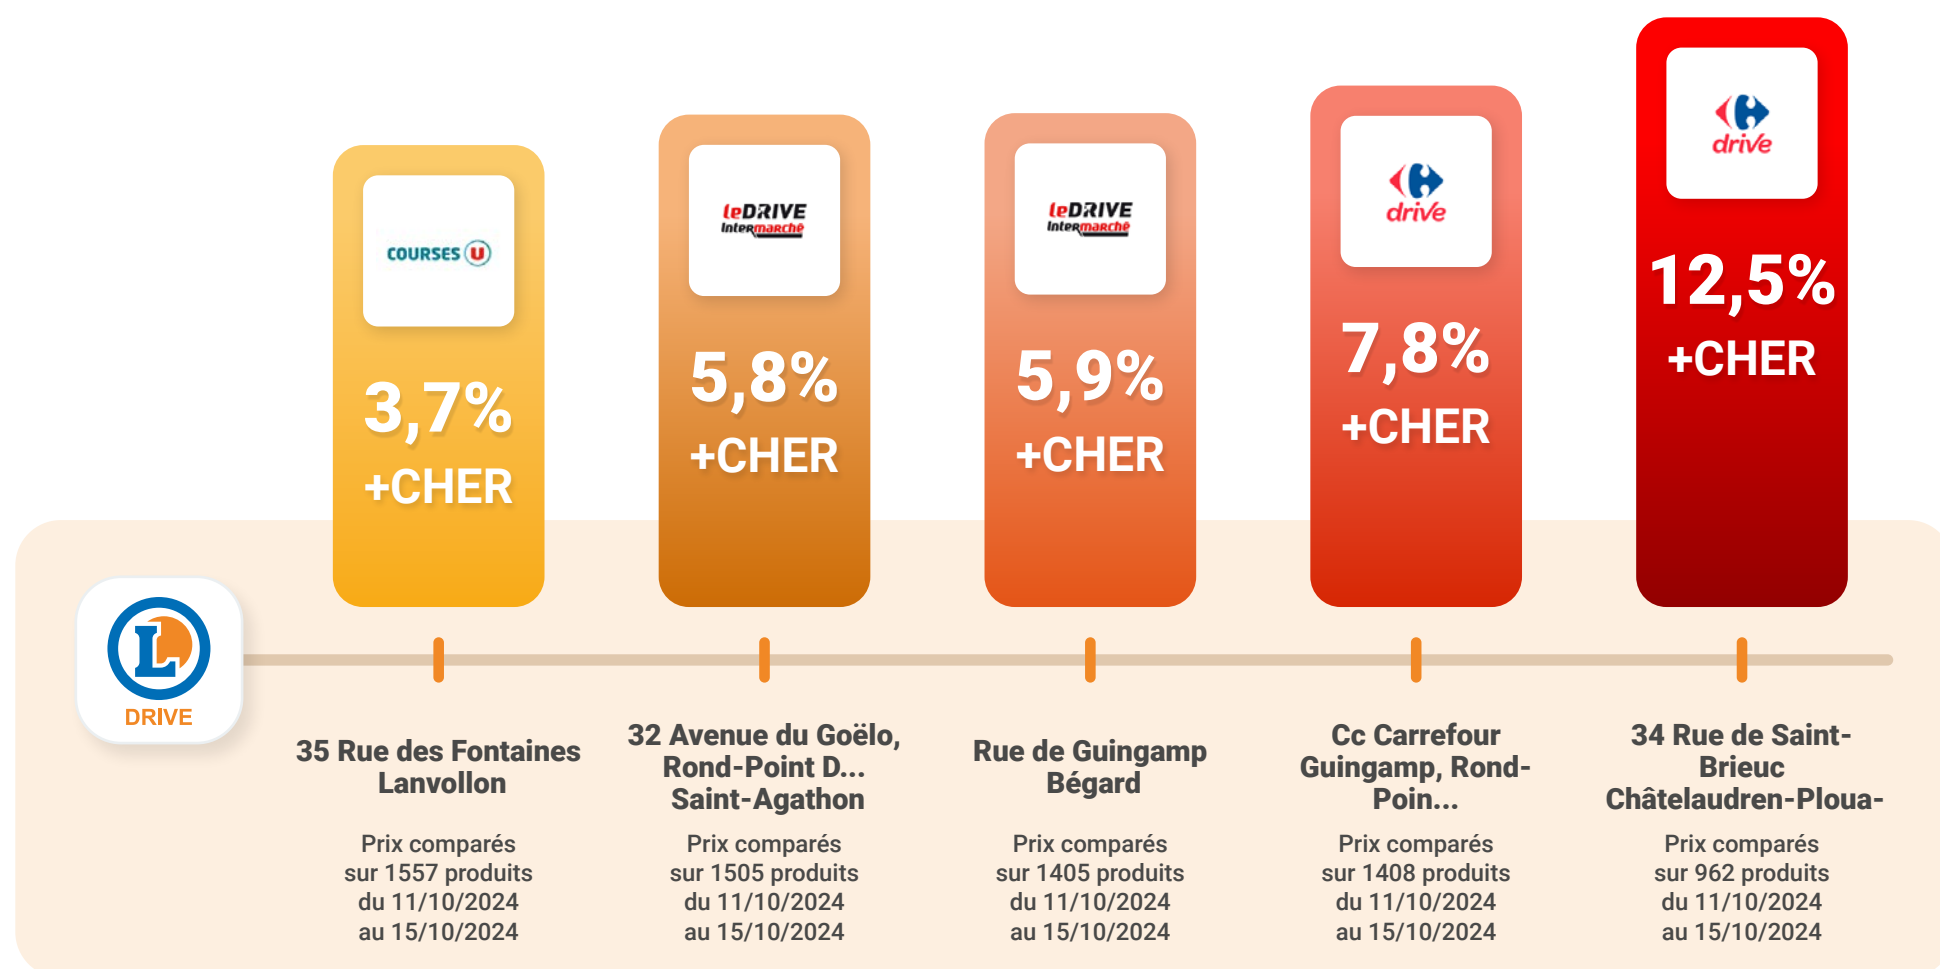 COURSES U
3,7%
+CHER
leDRIVE
Intermarché
5,8%
+CHER
leDRIVE
Intermarché
5,9%
+CHER
drive
7,8%
+CHER
drive
12,5%
+CHER
L
DRIVE
35 Rue des Fontaines
Lanvollon
Prix comparés
sur 1557 produits
du 11/10/2024
au 15/10/2024
32 Avenue du Goëlo,
Rond-Point D...
Saint-Agathon
Prix comparés
sur 1505 produits
du 11/10/2024
au 15/10/2024
Rue de Guingamp
Bégard
Prix comparés
sur 1405 produits
du 11/10/2024
au 15/10/2024
Cc Carrefour
Guingamp, Rond-
Poin...
Prix comparés
sur 1408 produits
du 11/10/2024
au 15/10/2024
34 Rue de Saint-
Brieuc
Châtelaudren-Ploua-
Prix comparés
sur 962 produits
du 11/10/2024
au 15/10/2024